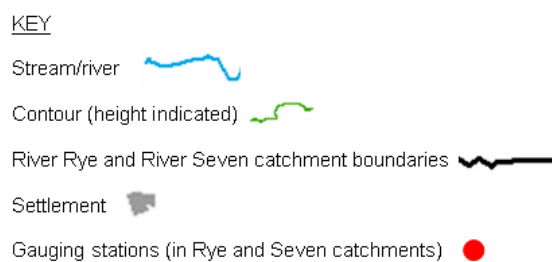 KEY
Stream/river
Contour (height indicated)
River Rye and River Seven catchment boundaries
Settlement
Gauging stations (in Rye and Seven catchments)